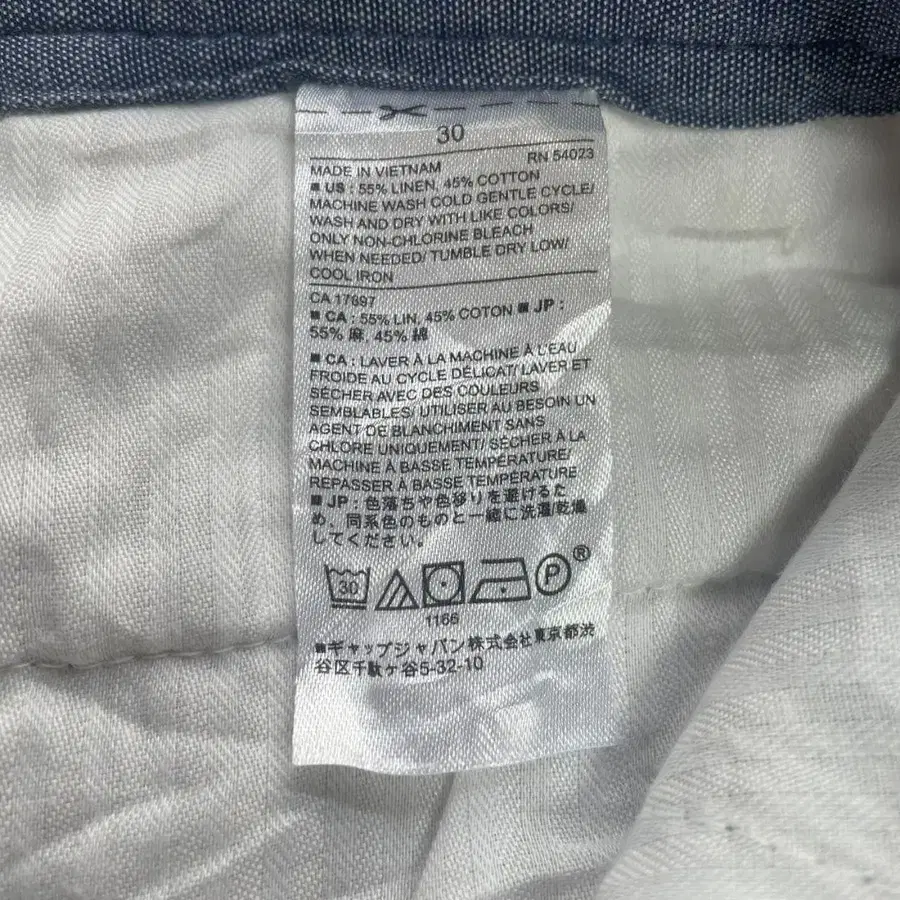 30
RN 54023
MADE IN VIETNAM
■ US : 55% LINEN, 45% COTTON
MACHINE WASH COLD GENTLE CYCLE/
WASH AND DRY WITH LIKE COLORS/
ONLY NON-CHLORINE BLEACH
WHEN NEEDED/ TUMBLE DRY LOW/
COOL IRON
CA 17897
■ CA : 55% LIN, 45% COTON ■ JP :
55% 麻, 45% 綿
■ CA : LAVER À LA MACHINE À L'EAU
FROIDE AU CYCLE DÉLICAT/ LAVER ET
SÉCHER AVEC DES COULEURS
SEMBLABLES/ UTILISER AU BESOIN UN
AGENT DE BLANCHIMENT SANS
CHLORE UNIQUEMENT/ SÉCHER À LA
MACHINE À BASSE TEMPÉRATURE/
REPASSER À BASSE TEMPÉRATURE
■ JP : 色落ちや色移りを避けるた
め、同系色のものと一緒に洗濯/乾燥
してください。
30 P ®
1166
■ギャップジャパン株式会社東京都渋
谷区千駄ヶ谷5-32-10